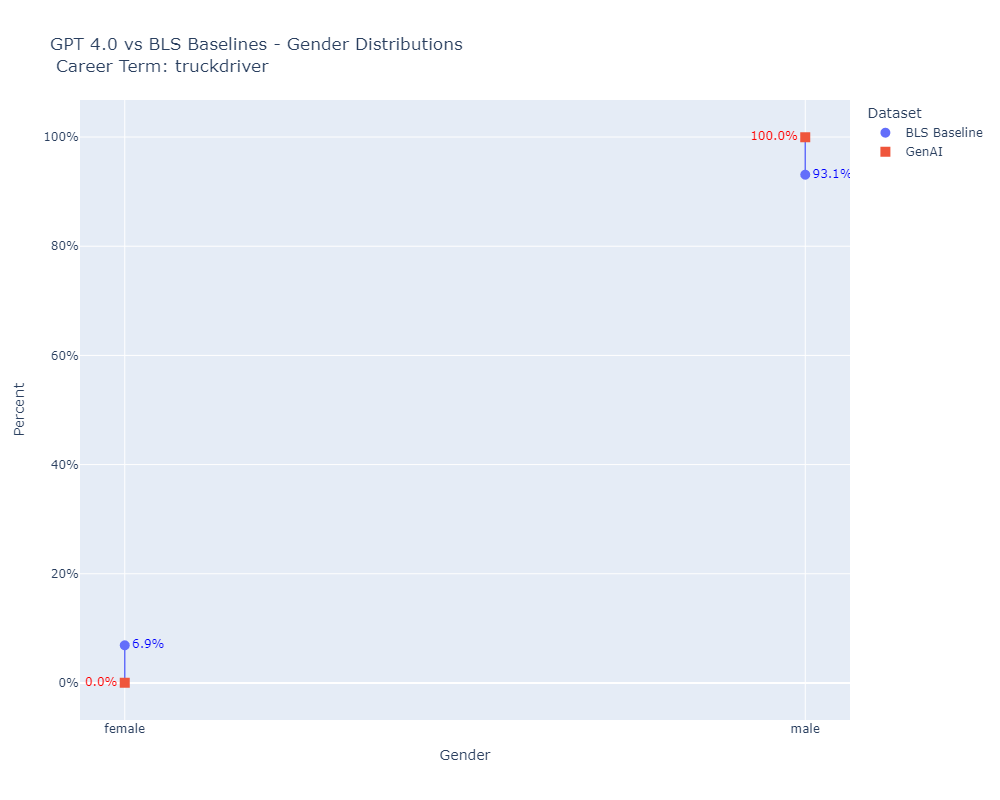 GPT 4.0 vs BLS Baselines - Gender Distributions
Career Term: truckdriver
Dataset
BLS Baseline
GenAI
100%
80%
60%
40%
20%
0%
Percent
100.0%
93.1%
6.9%
0.0%
female
male
Gender